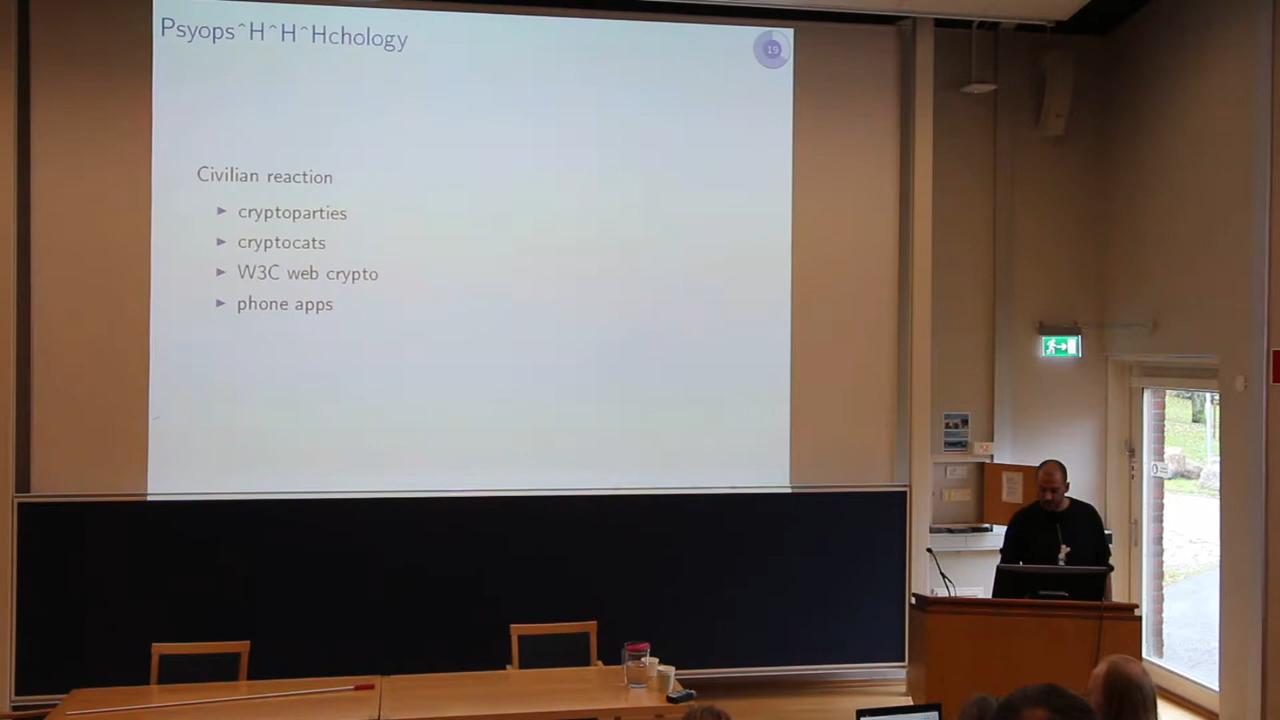 Psyops^H^H^Hchology
19
Civilian reaction
► cryptoparties
► cryptocats
► W3C web crypto
► phone apps